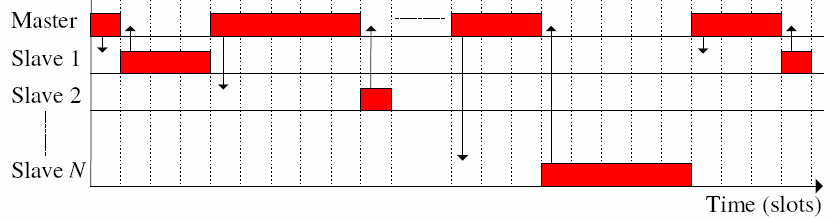 Master
Slave 1
Slave 2
Slave N
Time (slots)